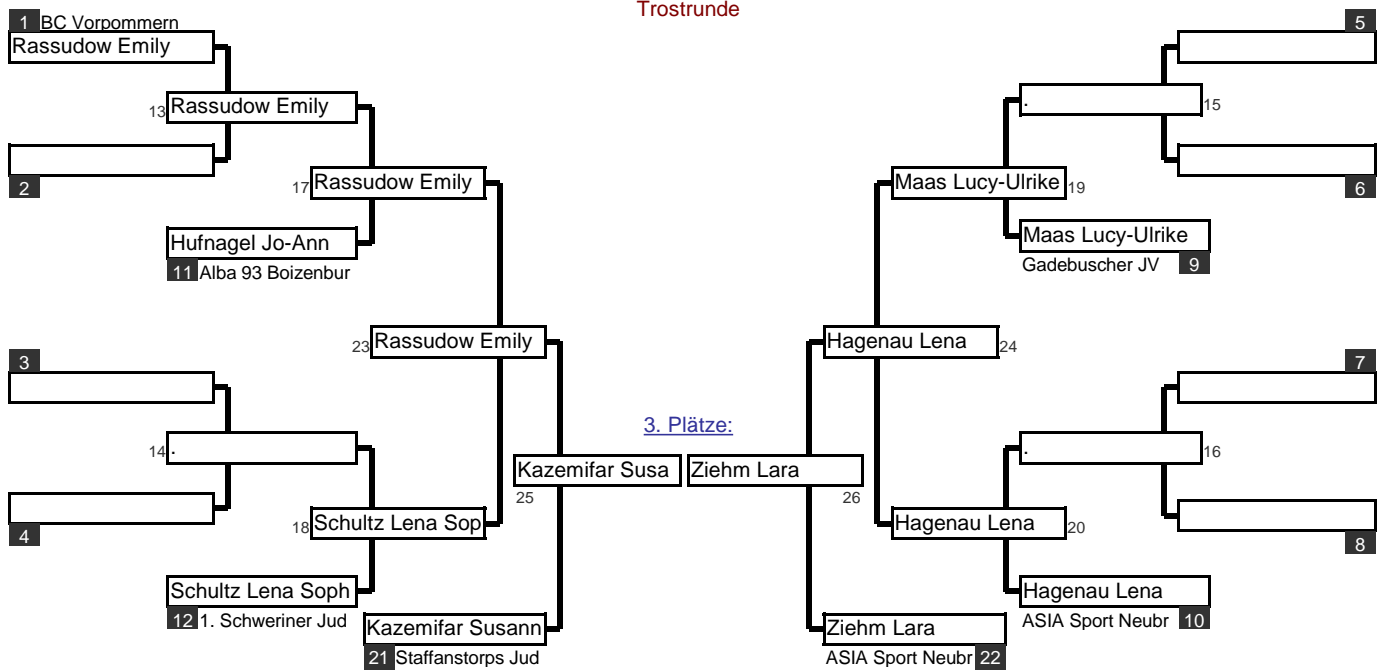 Trostrunde
1 BC Vorpommern
Rassudow Emily
13 Rassudow Emily
2
17 Rassudow Emily
Hufnagel Jo-Ann
11 Alba 93 Boizenbur
23 Rassudow Emily
3
14 .
4
18 Schultz Lena Sop
Schultz Lena Soph
12 1. Schweriner Jud
3. Plätze:
Kazemifar Susa
25
Kazemifar Susann
21 Staffanstorps Jud
5
. 15
6
Maas Lucy-Ulrike 19
Maas Lucy-Ulrike
Gadebuscher JV 9
Hagenau Lena 24
7
. 16
8
Ziehm Lara
26
Hagenau Lena 20
Hagenau Lena
ASIA Sport Neubr 10
Ziehm Lara
ASIA Sport Neubr 22